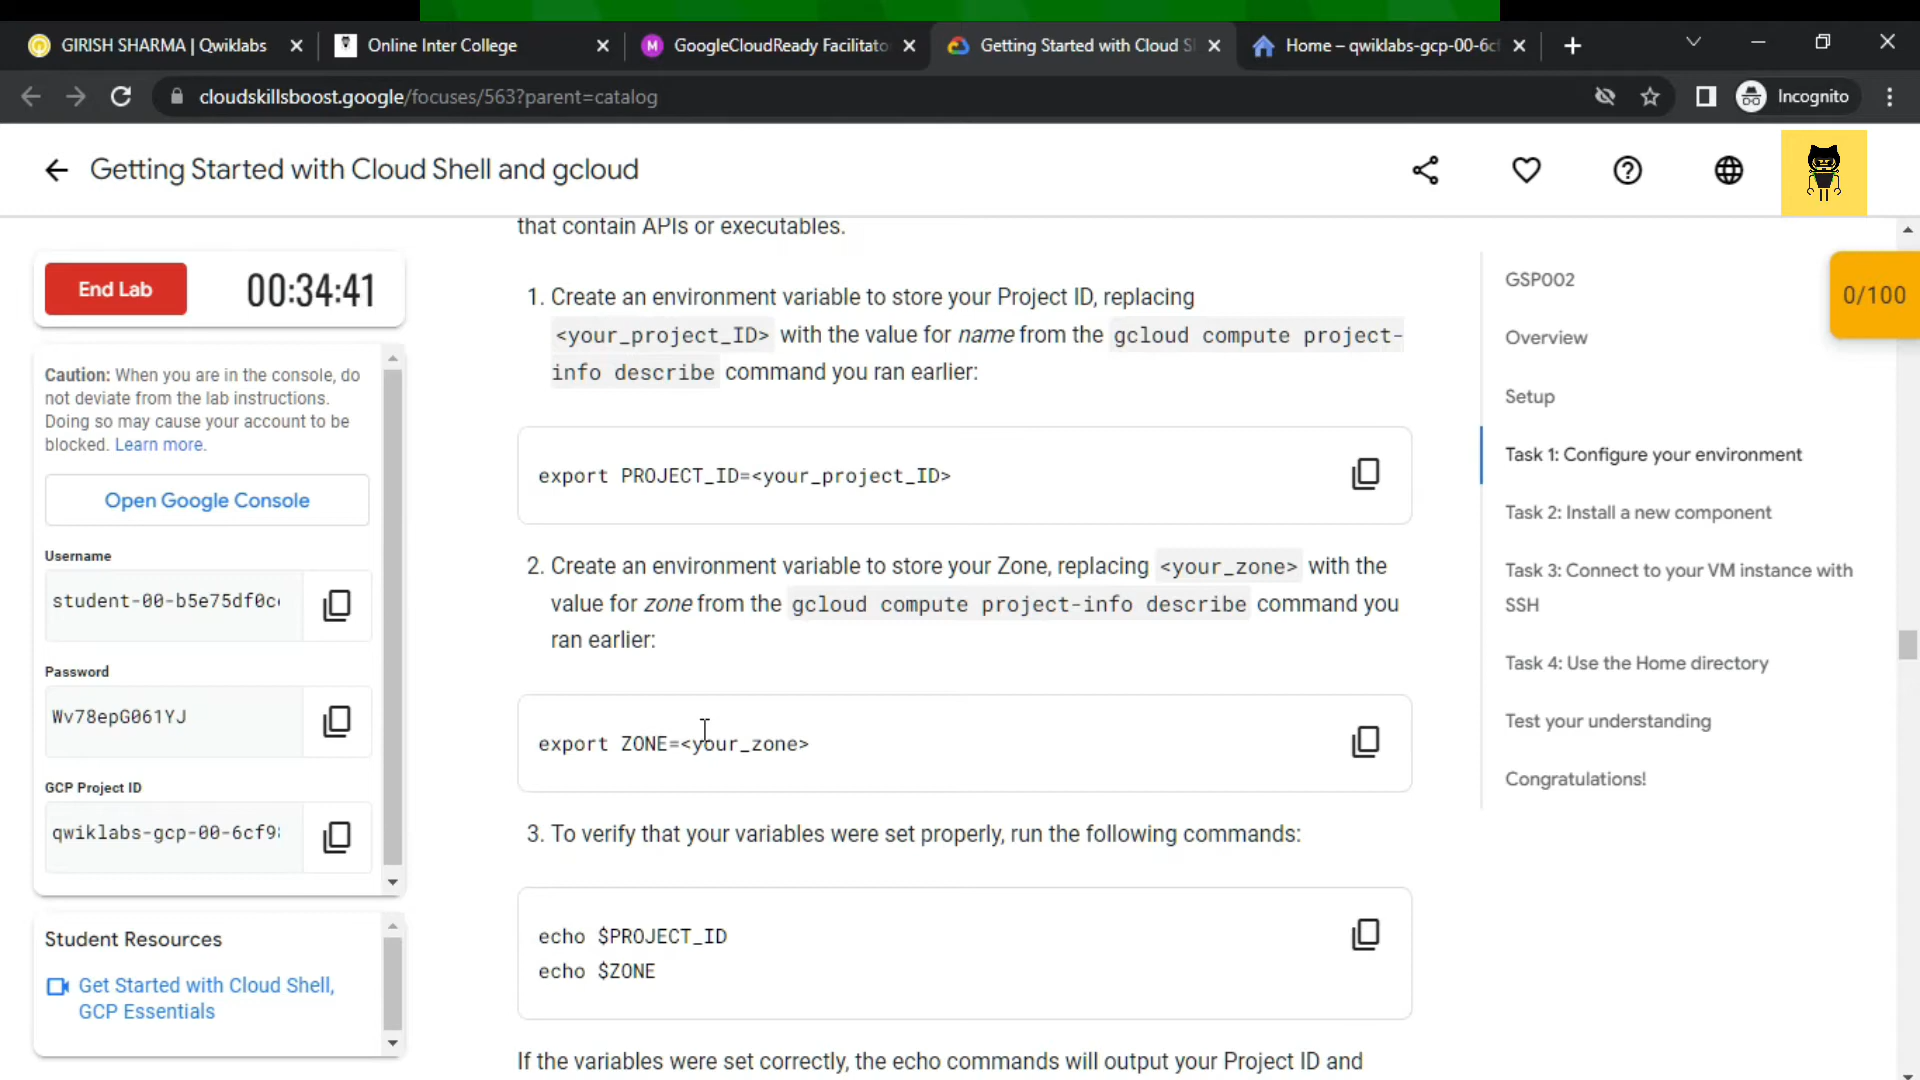 GIRISH SHARMA | Qwiklabs
Online Inter College
GoogleCloudReady Facilitato
Getting Started with Cloud S
Home – qwiklabs-gcp-00-6cf
cloudskillsboost.google/focuses/563?parent=catalog
Incognito
Getting Started with Cloud Shell and gcloud
End Lab
00:34:41
Caution: When you are in the console, do
not deviate from the lab instructions.
Doing so may cause your account to be
blocked. Learn more.
Open Google Console
Username
student-00-b5e75df0c
Password
Wv78epG061YJ
GCP Project ID
qwiklabs-gcp-00-6cf9
Student Resources
Get Started with Cloud Shell,
GCP Essentials
that contain APIs or executables.
1. Create an environment variable to store your Project ID, replacing
<your_project_ID> with the value for name from the gcloud compute project-
info describe command you ran earlier:
export PROJECT_ID=<your_project_ID>
2. Create an environment variable to store your Zone, replacing <your_zone> with the
value for zone from the gcloud compute project-info describe command you
ran earlier:
export ZONE=<your_zone>
3. To verify that your variables were set properly, run the following commands:
echo $PROJECT_ID
echo $ZONE
If the variables were set correctly, the echo commands will output your Project ID and
GSP002
Overview
Setup
Task 1: Configure your environment
Task 2: Install a new component
Task 3: Connect to your VM instance with
SSH
Task 4: Use the Home directory
Test your understanding
Congratulations!
0/100